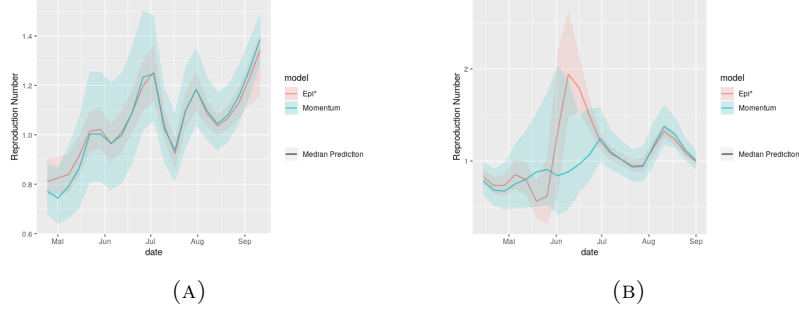 1.4
1.2
1.0
0.8
0.6
Reproduction Number
Mai
Jun
Jul
Aug
Sep
date
model
Epi*
Momentum
Median Prediction
(A)
2
1
Reproduction Number
Mai
Jun
Jul
Aug
Sep
date
model
Epi*
Momentum
Median Prediction
(B)